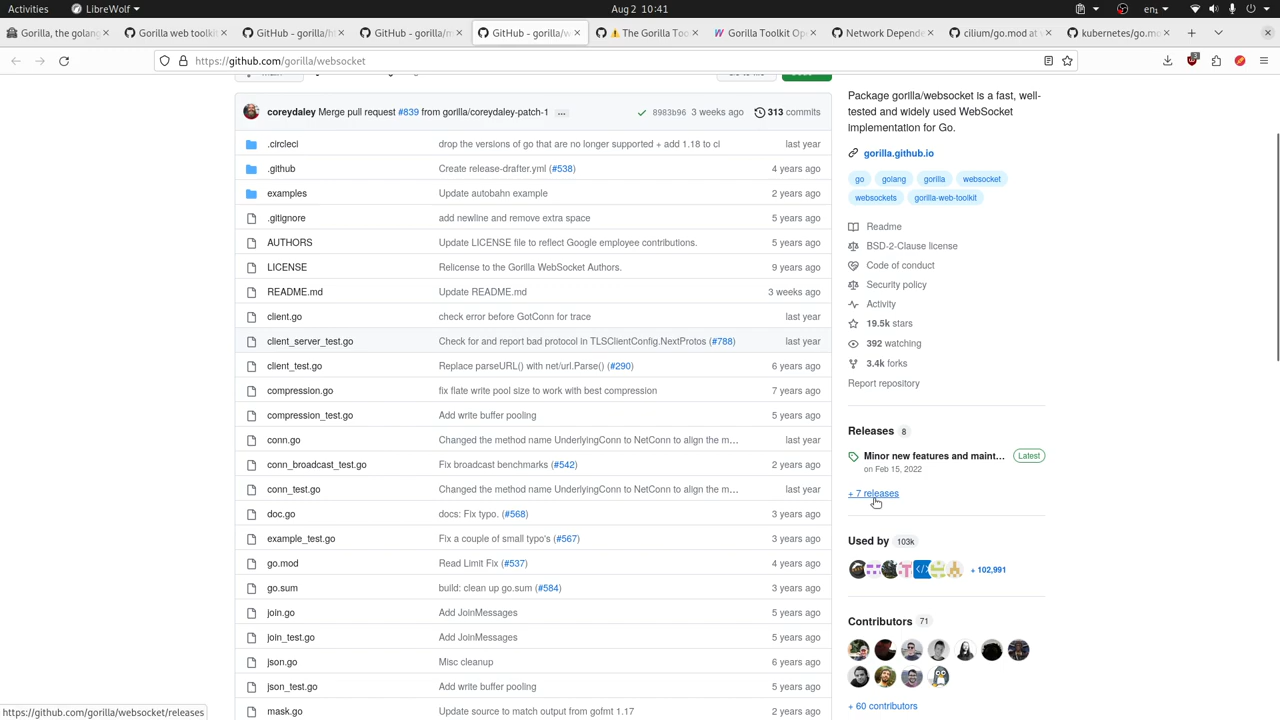 Activities
LibreWolf
Aug 2 10:41
en1
Gorilla, the golang
Gorilla web toolkit
GitHub - gorilla/h
GitHub - gorilla/m
GitHub - gorilla/w
⚠ The Gorilla Too
Gorilla Toolkit Op
Network Depende
cilium/go.mod at
kubernetes/go.mo
https://github.com/gorilla/websocket
3
coreydaley Merge pull request #839 from gorilla/coreydaley-patch-1 ...
8983b96 3 weeks ago 313 commits
.circleci drop the versions of go that are no longer supported + add 1.18 to ci last year
.github Create release-drafter.yml (#538) 4 years ago
examples Update autobahn example 2 years ago
.gitignore add newline and remove extra space 5 years ago
AUTHORS Update LICENSE file to reflect Google employee contributions. 5 years ago
LICENSE Relicense to the Gorilla WebSocket Authors. 9 years ago
README.md Update README.md 3 weeks ago
client.go check error before GotConn for trace last year
client_server_test.go Check for and report bad protocol in TLSClientConfig.NextProtos (#788) last year
client_test.go Replace parseURL() with net/url.Parse() (#290) 6 years ago
compression.go fix flate write pool size to work with best compression 7 years ago
compression_test.go Add write buffer pooling 5 years ago
conn.go Changed the method name UnderlyingConn to NetConn to align the m... last year
conn_broadcast_test.go Fix broadcast benchmarks (#542) 2 years ago
conn_test.go Changed the method name UnderlyingConn to NetConn to align the m... last year
doc.go docs: Fix typo. (#568) 3 years ago
example_test.go Fix a couple of small typo's (#567) 3 years ago
go.mod Read Limit Fix (#537) 4 years ago
go.sum build: clean up go.sum (#584) 3 years ago
join.go Add JoinMessages 5 years ago
join_test.go Add JoinMessages 5 years ago
json.go Misc cleanup 6 years ago
json_test.go Add write buffer pooling 5 years ago
mask.go Update source to match output from gofmt 1.17 2 years ago
Package gorilla/websocket is a fast, well-
tested and widely used WebSocket
implementation for Go.
gorilla.github.io
go golang gorilla websocket
websockets gorilla-web-toolkit
Readme
BSD-2-Clause license
Code of conduct
Security policy
Activity
19.5k stars
392 watching
3.4k forks
Report repository
Releases 8
Minor new features and maint... Latest
on Feb 15, 2022
+ 7 releases
Used by 103k
+ 102,991
Contributors 71
+ 60 contributors
https://github.com/gorilla/websocket/releases